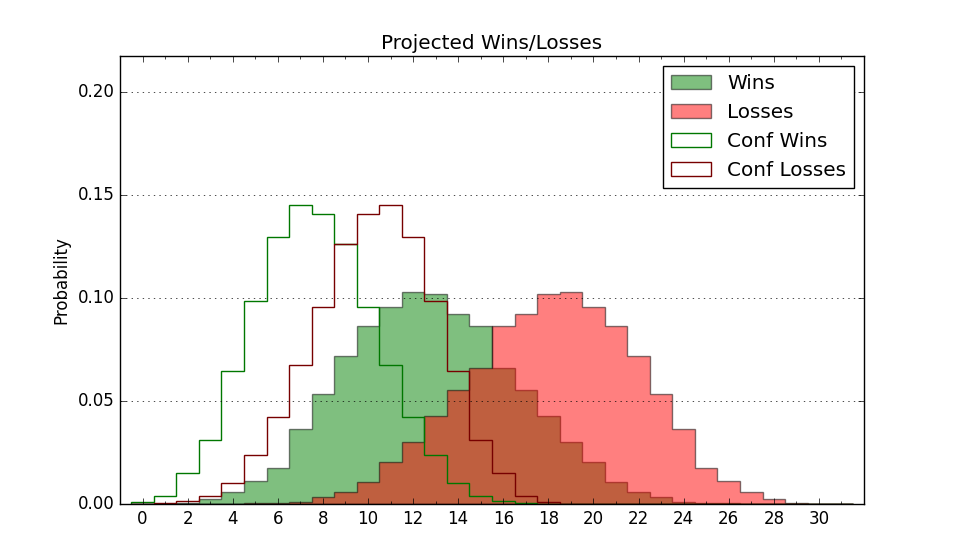 Projected Wins/Losses
Wins
Losses
Conf Wins
Conf Losses
Probability
0.20
0.15
0.10
0.05
0.00
0 2 4 6 8 10 12 14 16 18 20 22 24 26 28 30